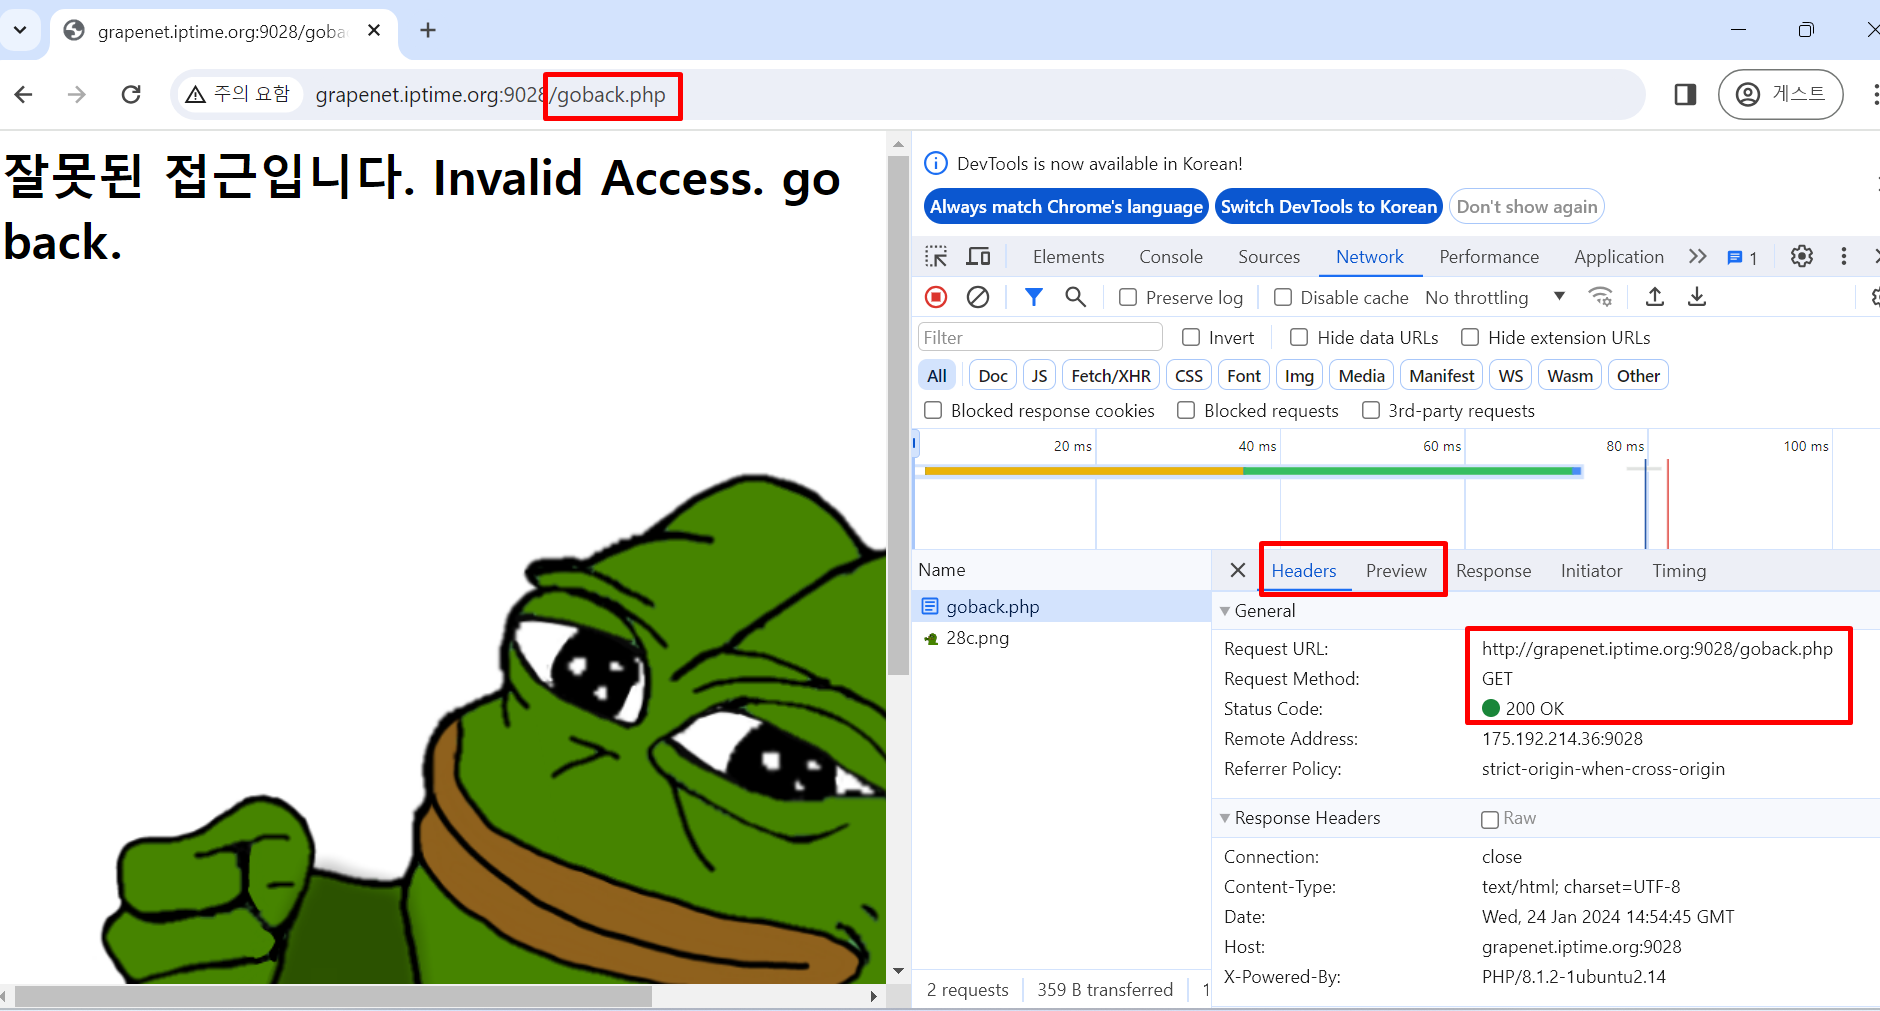 grapenet.iptime.org:9028/goba
주의 요함
grapenet.iptime.org:9028/goback.php
게스트
잘못된 접근입니다. Invalid Access. go
back.
DevTools is now available in Korean!
Always match Chrome's language
Switch DevTools to Korean
Don't show again
Elements
Console
Sources
Network
Performance
Application
1
Preserve log
Disable cache
No throttling
Filter
Invert
Hide data URLs
Hide extension URLs
All
Doc
JS
Fetch/XHR
CSS
Font
Img
Media
Manifest
WS
Wasm
Other
Blocked response cookies
Blocked requests
3rd-party requests
20 ms
40 ms
60 ms
80 ms
100 ms
Name
Headers
Preview
Response
Initiator
Timing
goback.php
28c.png
General
Request URL: http://grapenet.iptime.org:9028/goback.php
Request Method: GET
Status Code: 200 OK
Remote Address: 175.192.214.36:9028
Referrer Policy: strict-origin-when-cross-origin
Response Headers
Raw
Connection: close
Content-Type: text/html; charset=UTF-8
Date: Wed, 24 Jan 2024 14:54:45 GMT
Host: grapenet.iptime.org:9028
X-Powered-By: PHP/8.1.2-1ubuntu2.14
2 requests
359 B transferred
1